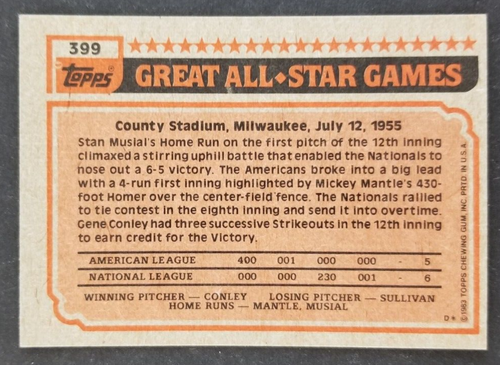 399
★★★★★★★★★★★★★★★★★★★★★★★
Topps®
GREAT ALL◆STAR GAMES
County Stadium, Milwaukee, July 12, 1955
Stan Musial's Home Run on the first pitch of the 12th inning
climaxed a stirring uphill battle that enabled the Nationals to
nose out a 6-5 victory. The Americans broke into a big lead
with a 4-run first inning highlighted by Mickey Mantle's 430-
foot Homer over the center-field fence. The Nationals rallied
to tie contest in the eighth inning and send it into overtime.
Gene Conley had three successive Strikeouts in the 12th inning
to earn credit for the Victory.
AMERICAN LEAGUE 400 001 000 000 - 5
NATIONAL LEAGUE 000 000 230 001 - 6
WINNING PITCHER — CONLEY LOSING PITCHER — SULLIVAN
HOME RUNS — MANTLE, MUSIAL
D*
©1983 TOPPS CHEWING GUM, INC. PRTD. IN U.S.A.